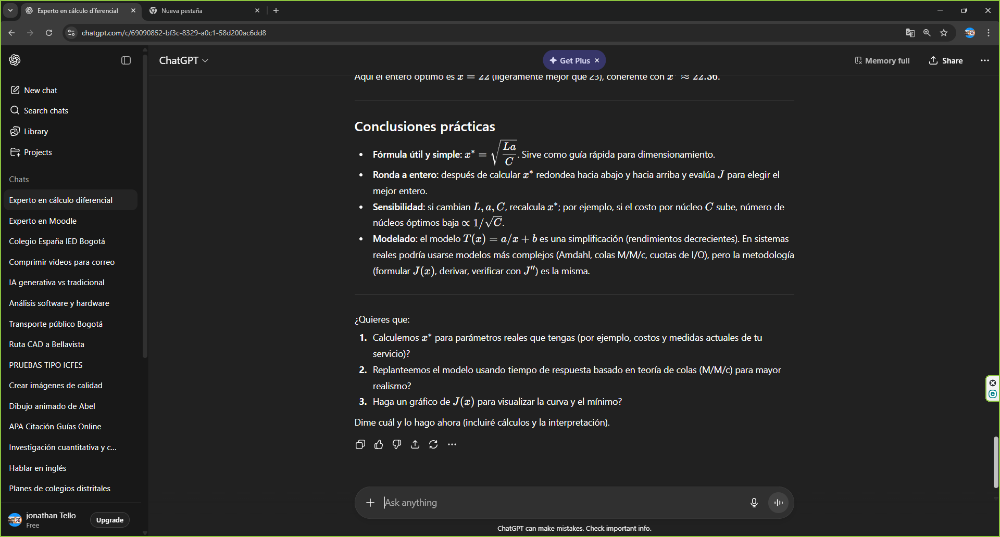 Experto en cálculo diferencial
Nueva pestaña
chatgpt.com/c/69090852-bf3c-8329-a0c1-58d200ac6dd8
ChatGPT
Get Plus
Memory full
Share
New chat
Search chats
Library
Projects
Chats
Experto en cálculo diferencial
Experto en Moodle
Colegio España IED Bogotá
Comprimir videos para correo
IA generativa vs tradicional
Análisis software y hardware
Transporte público Bogotá
Ruta CAD a Bellavista
PRUEBAS TIPO ICFES
Crear imágenes de calidad
Dibujo animado de Abel
APA Citación Guías Online
Investigación cuantitativa y c...
Hablar en inglés
Planes de colegios distritales
jonathan Tello
Free
Upgrade
Aquí el entero óptimo es x = 22 (ligeramente mejor que 23), coherente con x* ≈ 22.36.
Conclusiones prácticas
• Fórmula útil y simple: x* = √(La/C). Sirve como guía rápida para dimensionamiento.
• Ronda a entero: después de calcular x* redondea hacia abajo y hacia arriba y evalúa J para elegir el
mejor entero.
• Sensibilidad: si cambian L, a, C, recalcula x*; por ejemplo, si el costo por núcleo C sube, número de
núcleos óptimos baja ∝ 1/√C.
• Modelado: el modelo T(x) = a/x + b es una simplificación (rendimientos decrecientes). En sistemas
reales podría usarse modelos más complejos (Amdahl, colas M/M/c, cuotas de I/O), pero la metodología
(formular J(x), derivar, verificar con J′′) es la misma.
¿Quieres que:
1. Calculemos x* para parámetros reales que tengas (por ejemplo, costos y medidas actuales de tu
servicio)?
2. Replanteemos el modelo usando tiempo de respuesta basado en teoría de colas (M/M/c) para mayor
realismo?
3. Haga un gráfico de J(x) para visualizar la curva y el mínimo?
Dime cuál y lo hago ahora (incluiré cálculos y la interpretación).
Ask anything
ChatGPT can make mistakes. Check important info.